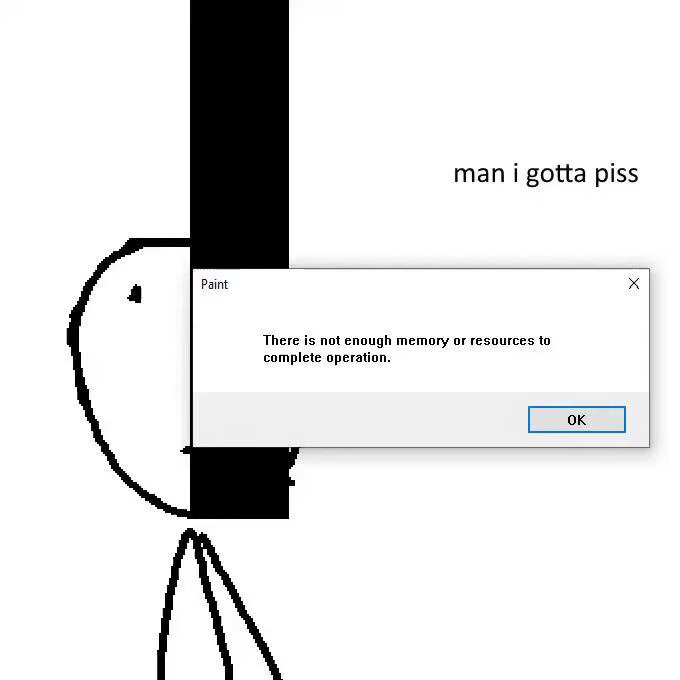 man i gotta piss
Paint
There is not enough memory or resources to
complete operation.
OK